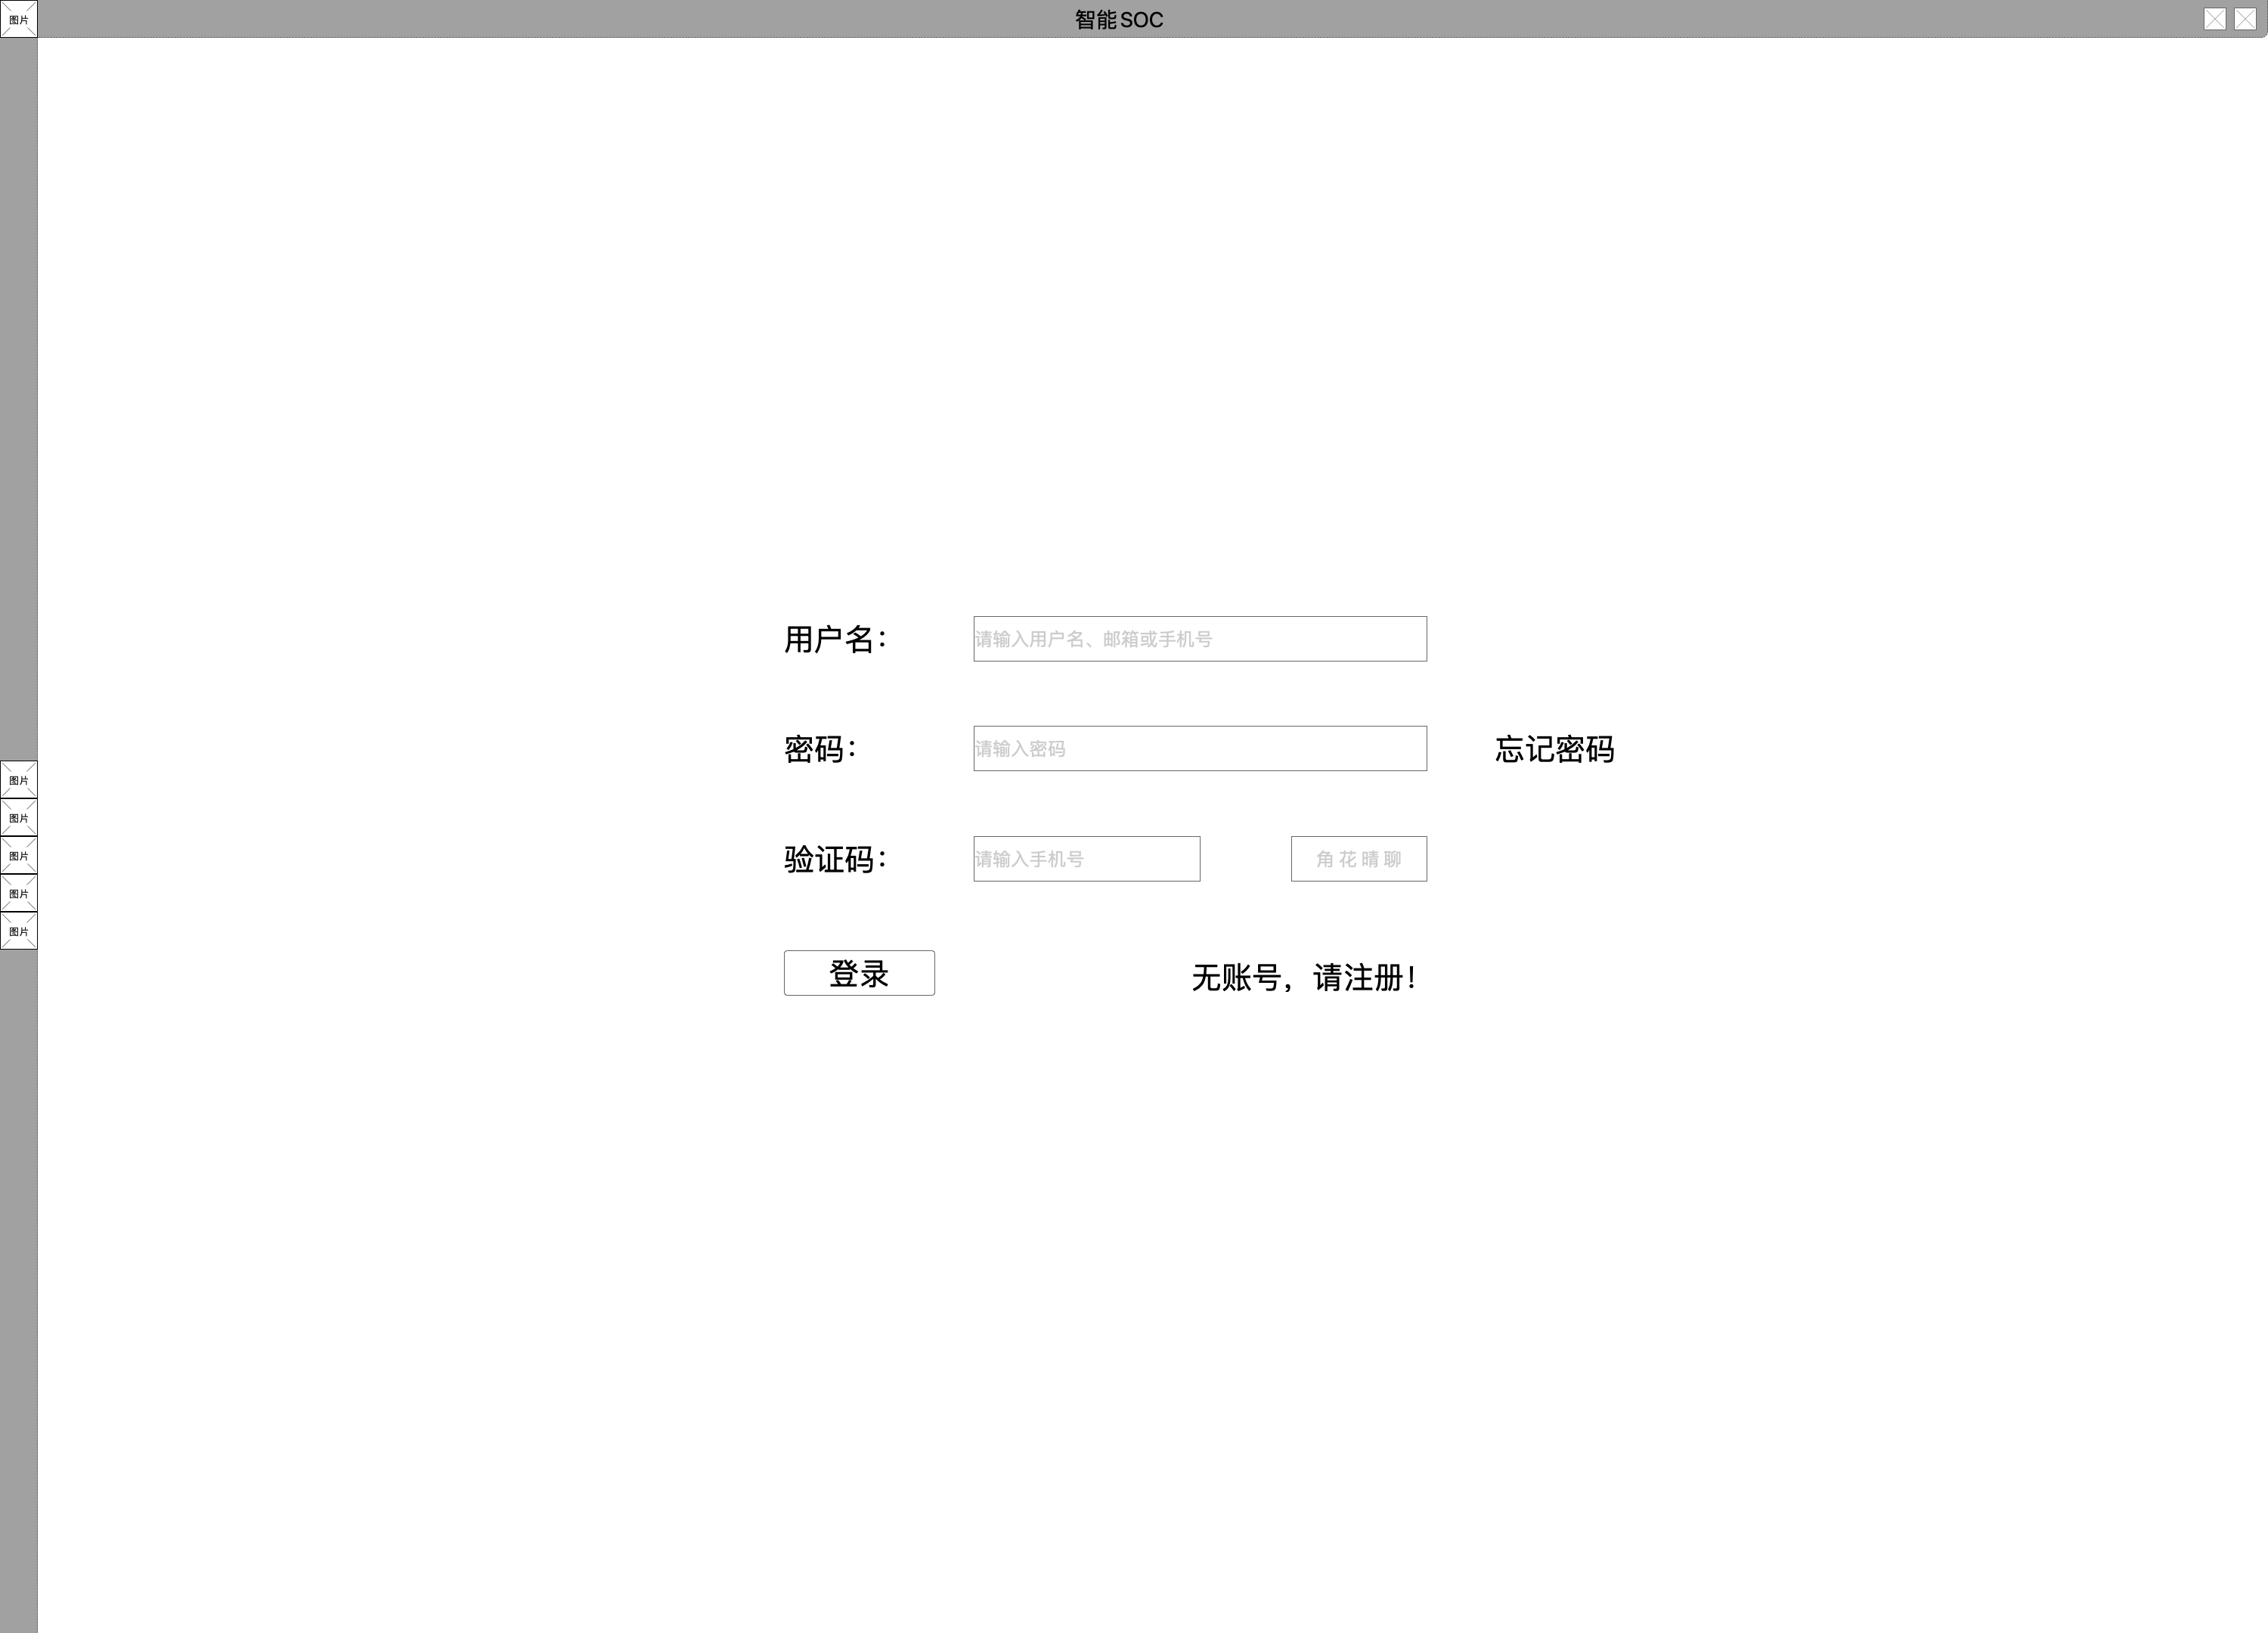 图片
智能 SOC
用户名：
请输入用户名、邮箱或手机号
密码：
请输入密码
忘记密码
图片
图片
验证码：
请输入手机号
角 花 晴 聊
图片
图片
图片
登录
无账号，请注册！